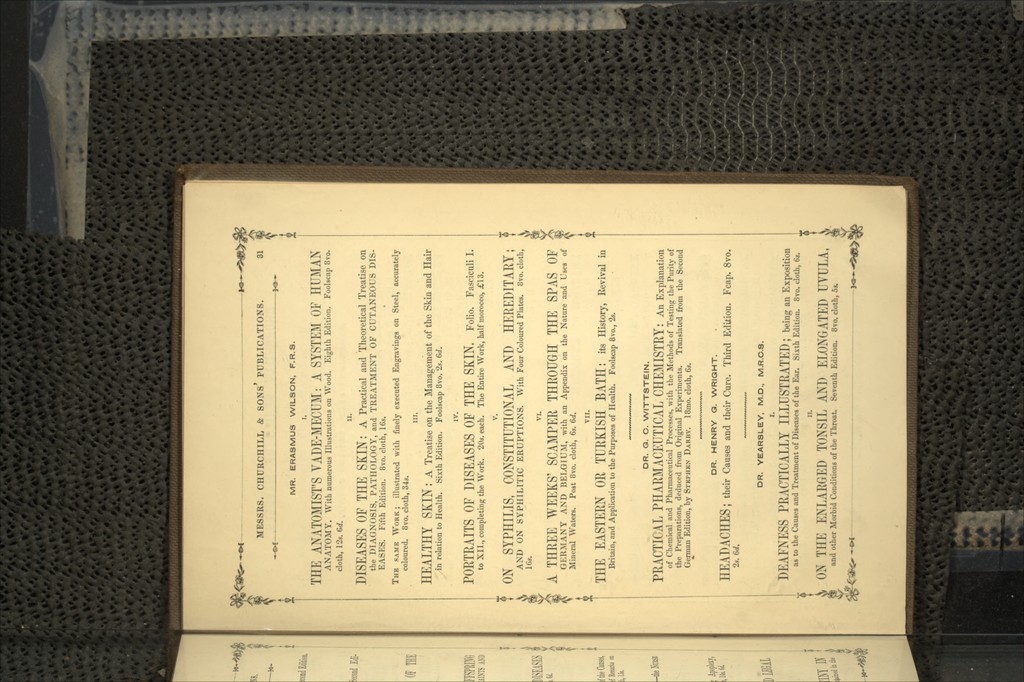 MESSRS. CHURCHILL & SONS' PUBLICATIONS. 31
MR. ERASMUS WILSON, F.R.S.
I.
THE ANATOMIST'S VADE-MECUM: A SYSTEM OF HUMAN
ANATOMY. With numerous Illustrations on Wood. Eighth Edition. Foolscap 8vo.
cloth, 12s. 6d.
II.
DISEASES OF THE SKIN: A Practical and Theoretical Treatise on
the DIAGNOSIS, PATHOLOGY, and TREATMENT OF CUTANEOUS DIS-
EASES. Fifth Edition. 8vo. cloth, 16s.
THE SAME WORK; illustrated with finely executed Engravings on Steel, accurately
coloured. 8vo. cloth, 34s.
III.
HEALTHY SKIN: A Treatise on the Management of the Skin and Hair
in relation to Health. Sixth Edition. Foolscap 8vo. 2s. 6d.
IV.
PORTRAITS OF DISEASES OF THE SKIN. Folio. Fasciculi I.
to XII., completing the Work. 20s. each. The Entire Work, half morocco, £13.
V.
ON SYPHILIS, CONSTITUTIONAL AND HEREDITARY;
AND ON SYPHILITIC ERUPTIONS. With Four Coloured Plates. 8vo. cloth,
16s.
VI.
A THREE WEEKS' SCAMPER THROUGH THE SPAS OF
GERMANY AND BELGIUM, with an Appendix on the Nature and Uses of
Mineral Waters. Post 8vo. cloth, 6s. 6d.
VII.
THE EASTERN OR TURKISH BATH: its History, Revival in
Britain, and Application to the Purposes of Health. Foolscap 8vo., 2s.
DR. G. C. WITTSTEIN.
PRACTICAL PHARMACEUTICAL CHEMISTRY: An Explanation
of Chemical and Pharmaceutical Processes, with the Methods of Testing the Purity of
the Preparations, deduced from Original Experiments. Translated from the Second
German Edition, by STEPHEN DARBY. 18mo. cloth, 6s.
DR. HENRY G. WRIGHT.
HEADACHES; their Causes and their Cure. Third Edition. Fcap. 8vo.
2s. 6d.
DR. YEARSLEY, M.D., M.R.C.S.
I.
DEAFNESS PRACTICALLY ILLUSTRATED; being an Exposition
as to the Causes and Treatment of Diseases of the Ear. Sixth Edition. 8vo. cloth, 6s.
II.
ON THE ENLARGED TONSIL AND ELONGATED UVULA,
and other Morbid Conditions of the Throat. Seventh Edition. 8vo. cloth, 5s.
OF THE
DISEASES